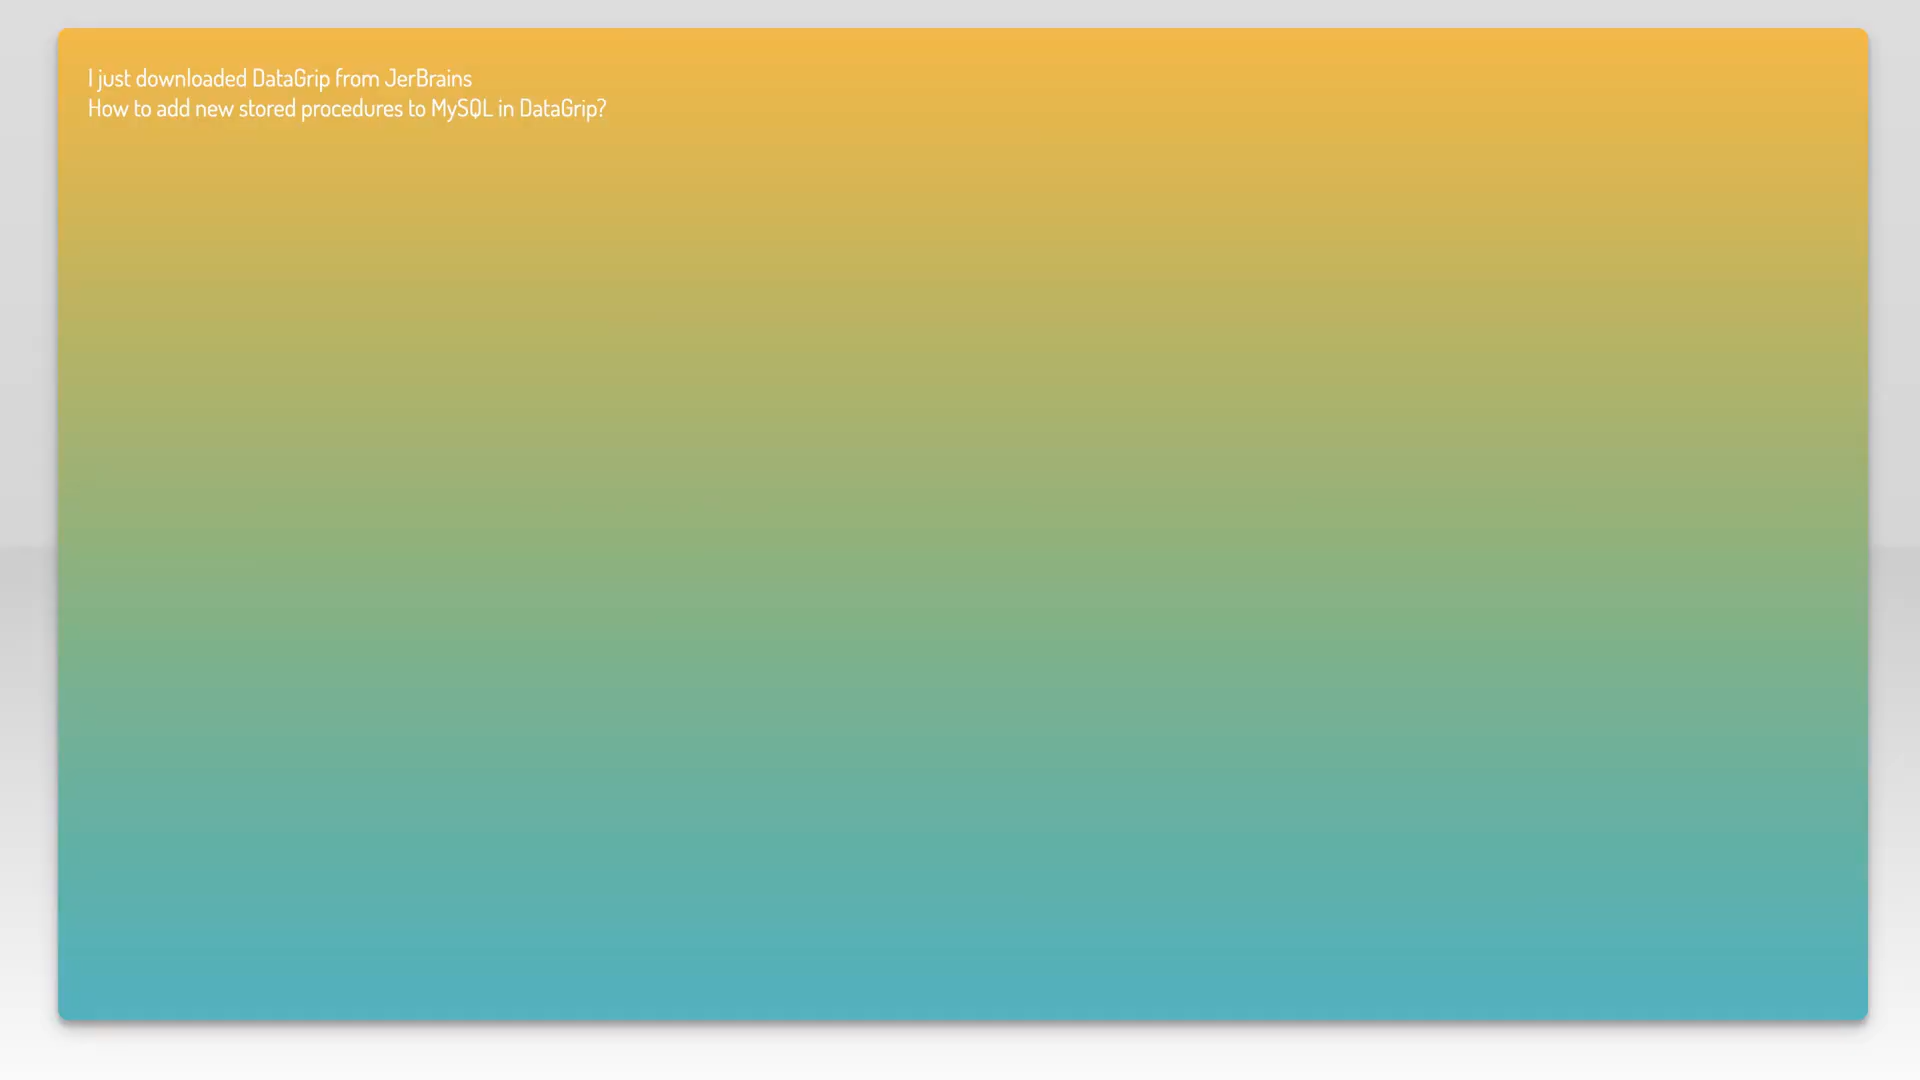 I just downloaded DataGrip from JerBrains
How to add new stored procedures to MySQL in DataGrip?